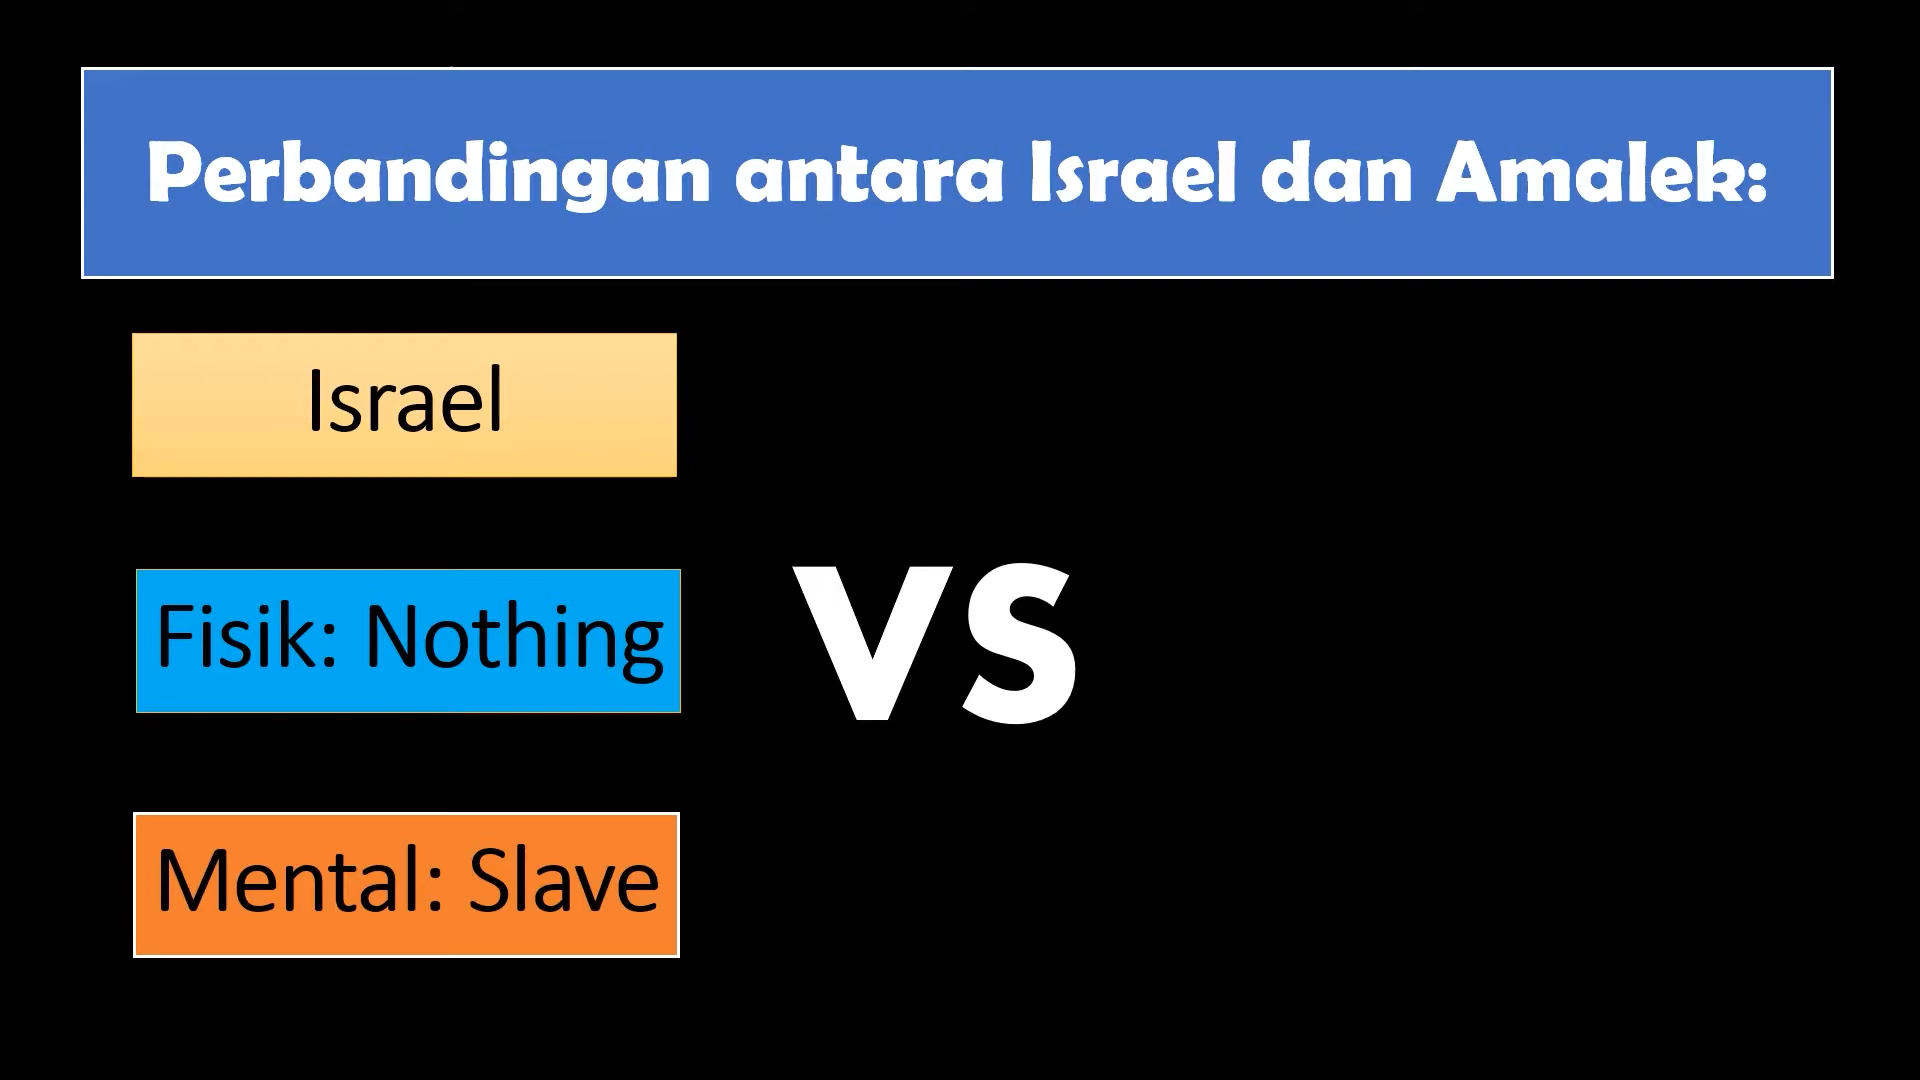 Perbandingan antara Israel dan Amalek:
Israel
Fisik: Nothing
VS
Mental: Slave